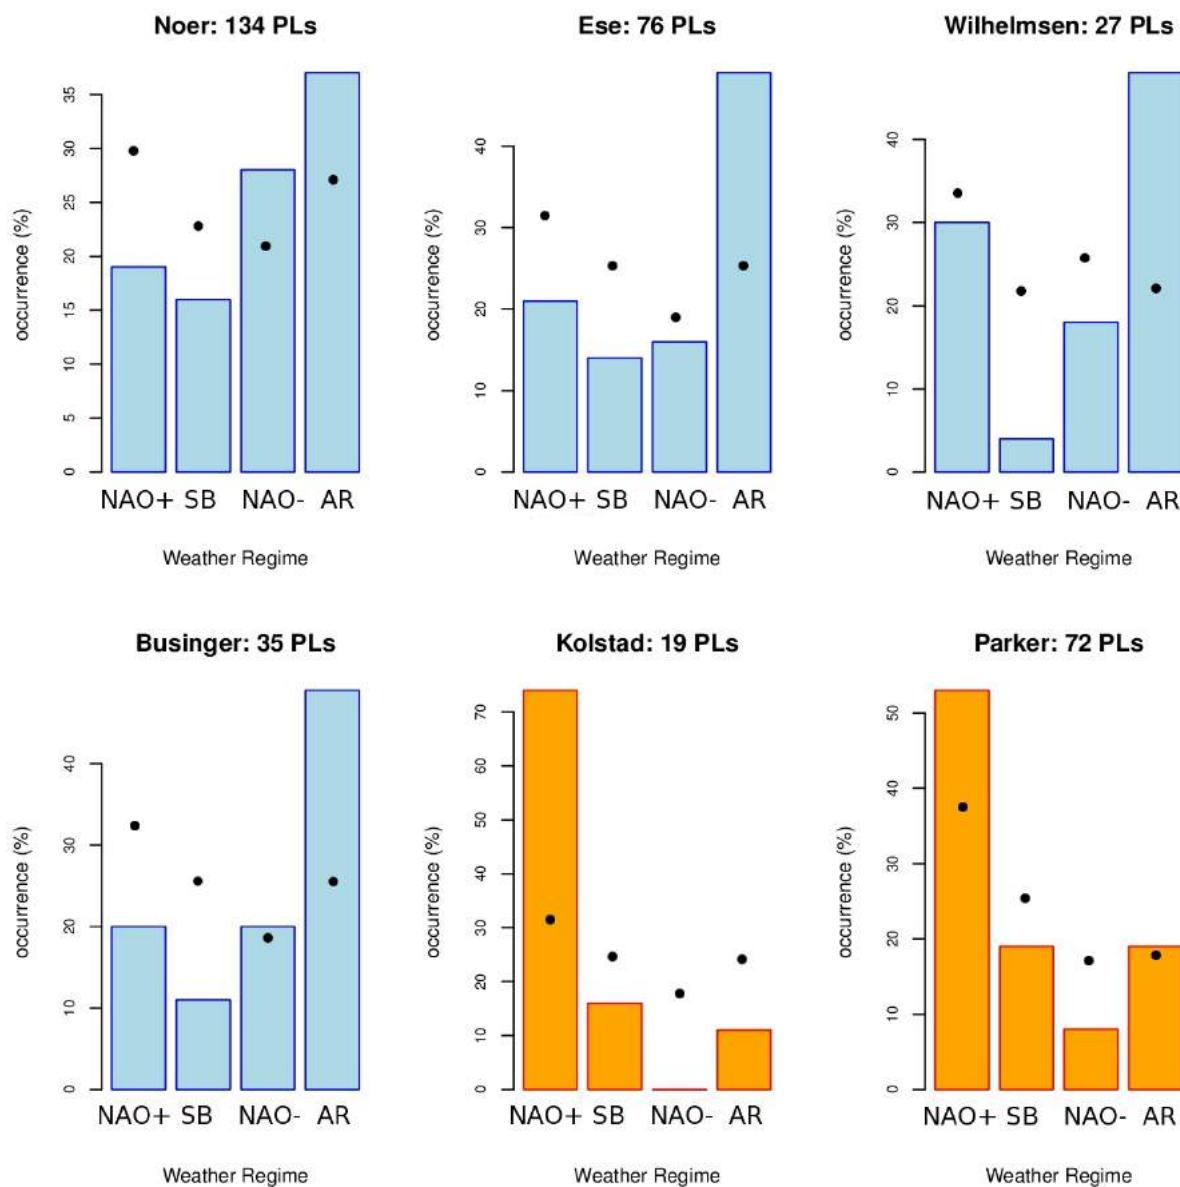 Noer: 134 PLs
occurrence (%)
35
30
25
20
15
10
5
0
NAO+ SB NAO- AR
Weather Regime
Ese: 76 PLs
occurrence (%)
40
30
20
10
0
NAO+ SB NAO- AR
Weather Regime
Wilhelmsen: 27 PLs
occurrence (%)
40
30
20
10
0
NAO+ SB NAO- AR
Weather Regime
Businger: 35 PLs
occurrence (%)
40
30
20
10
0
NAO+ SB NAO- AR
Weather Regime
Kolstad: 19 PLs
occurrence (%)
70
60
50
40
30
20
10
0
NAO+ SB NAO- AR
Weather Regime
Parker: 72 PLs
occurrence (%)
50
40
30
20
10
0
NAO+ SB NAO- AR
Weather Regime